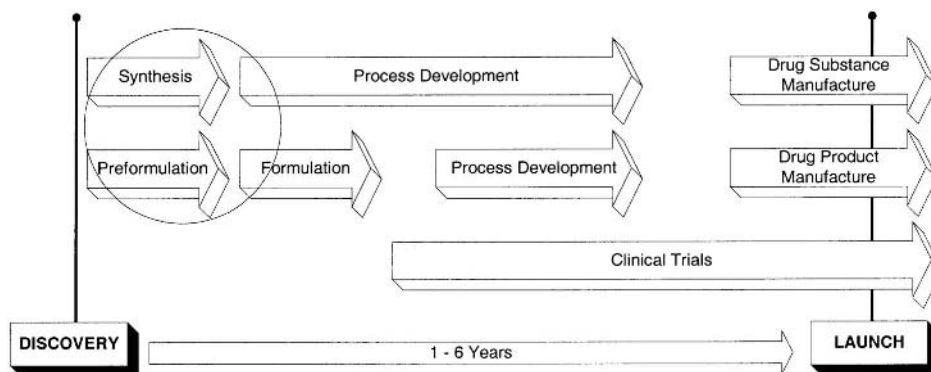 Synthesis
Process Development
Drug Substance
Manufacture
Preformulation
Formulation
Process Development
Drug Product
Manufacture
Clinical Trials
DISCOVERY
1 - 6 Years
LAUNCH